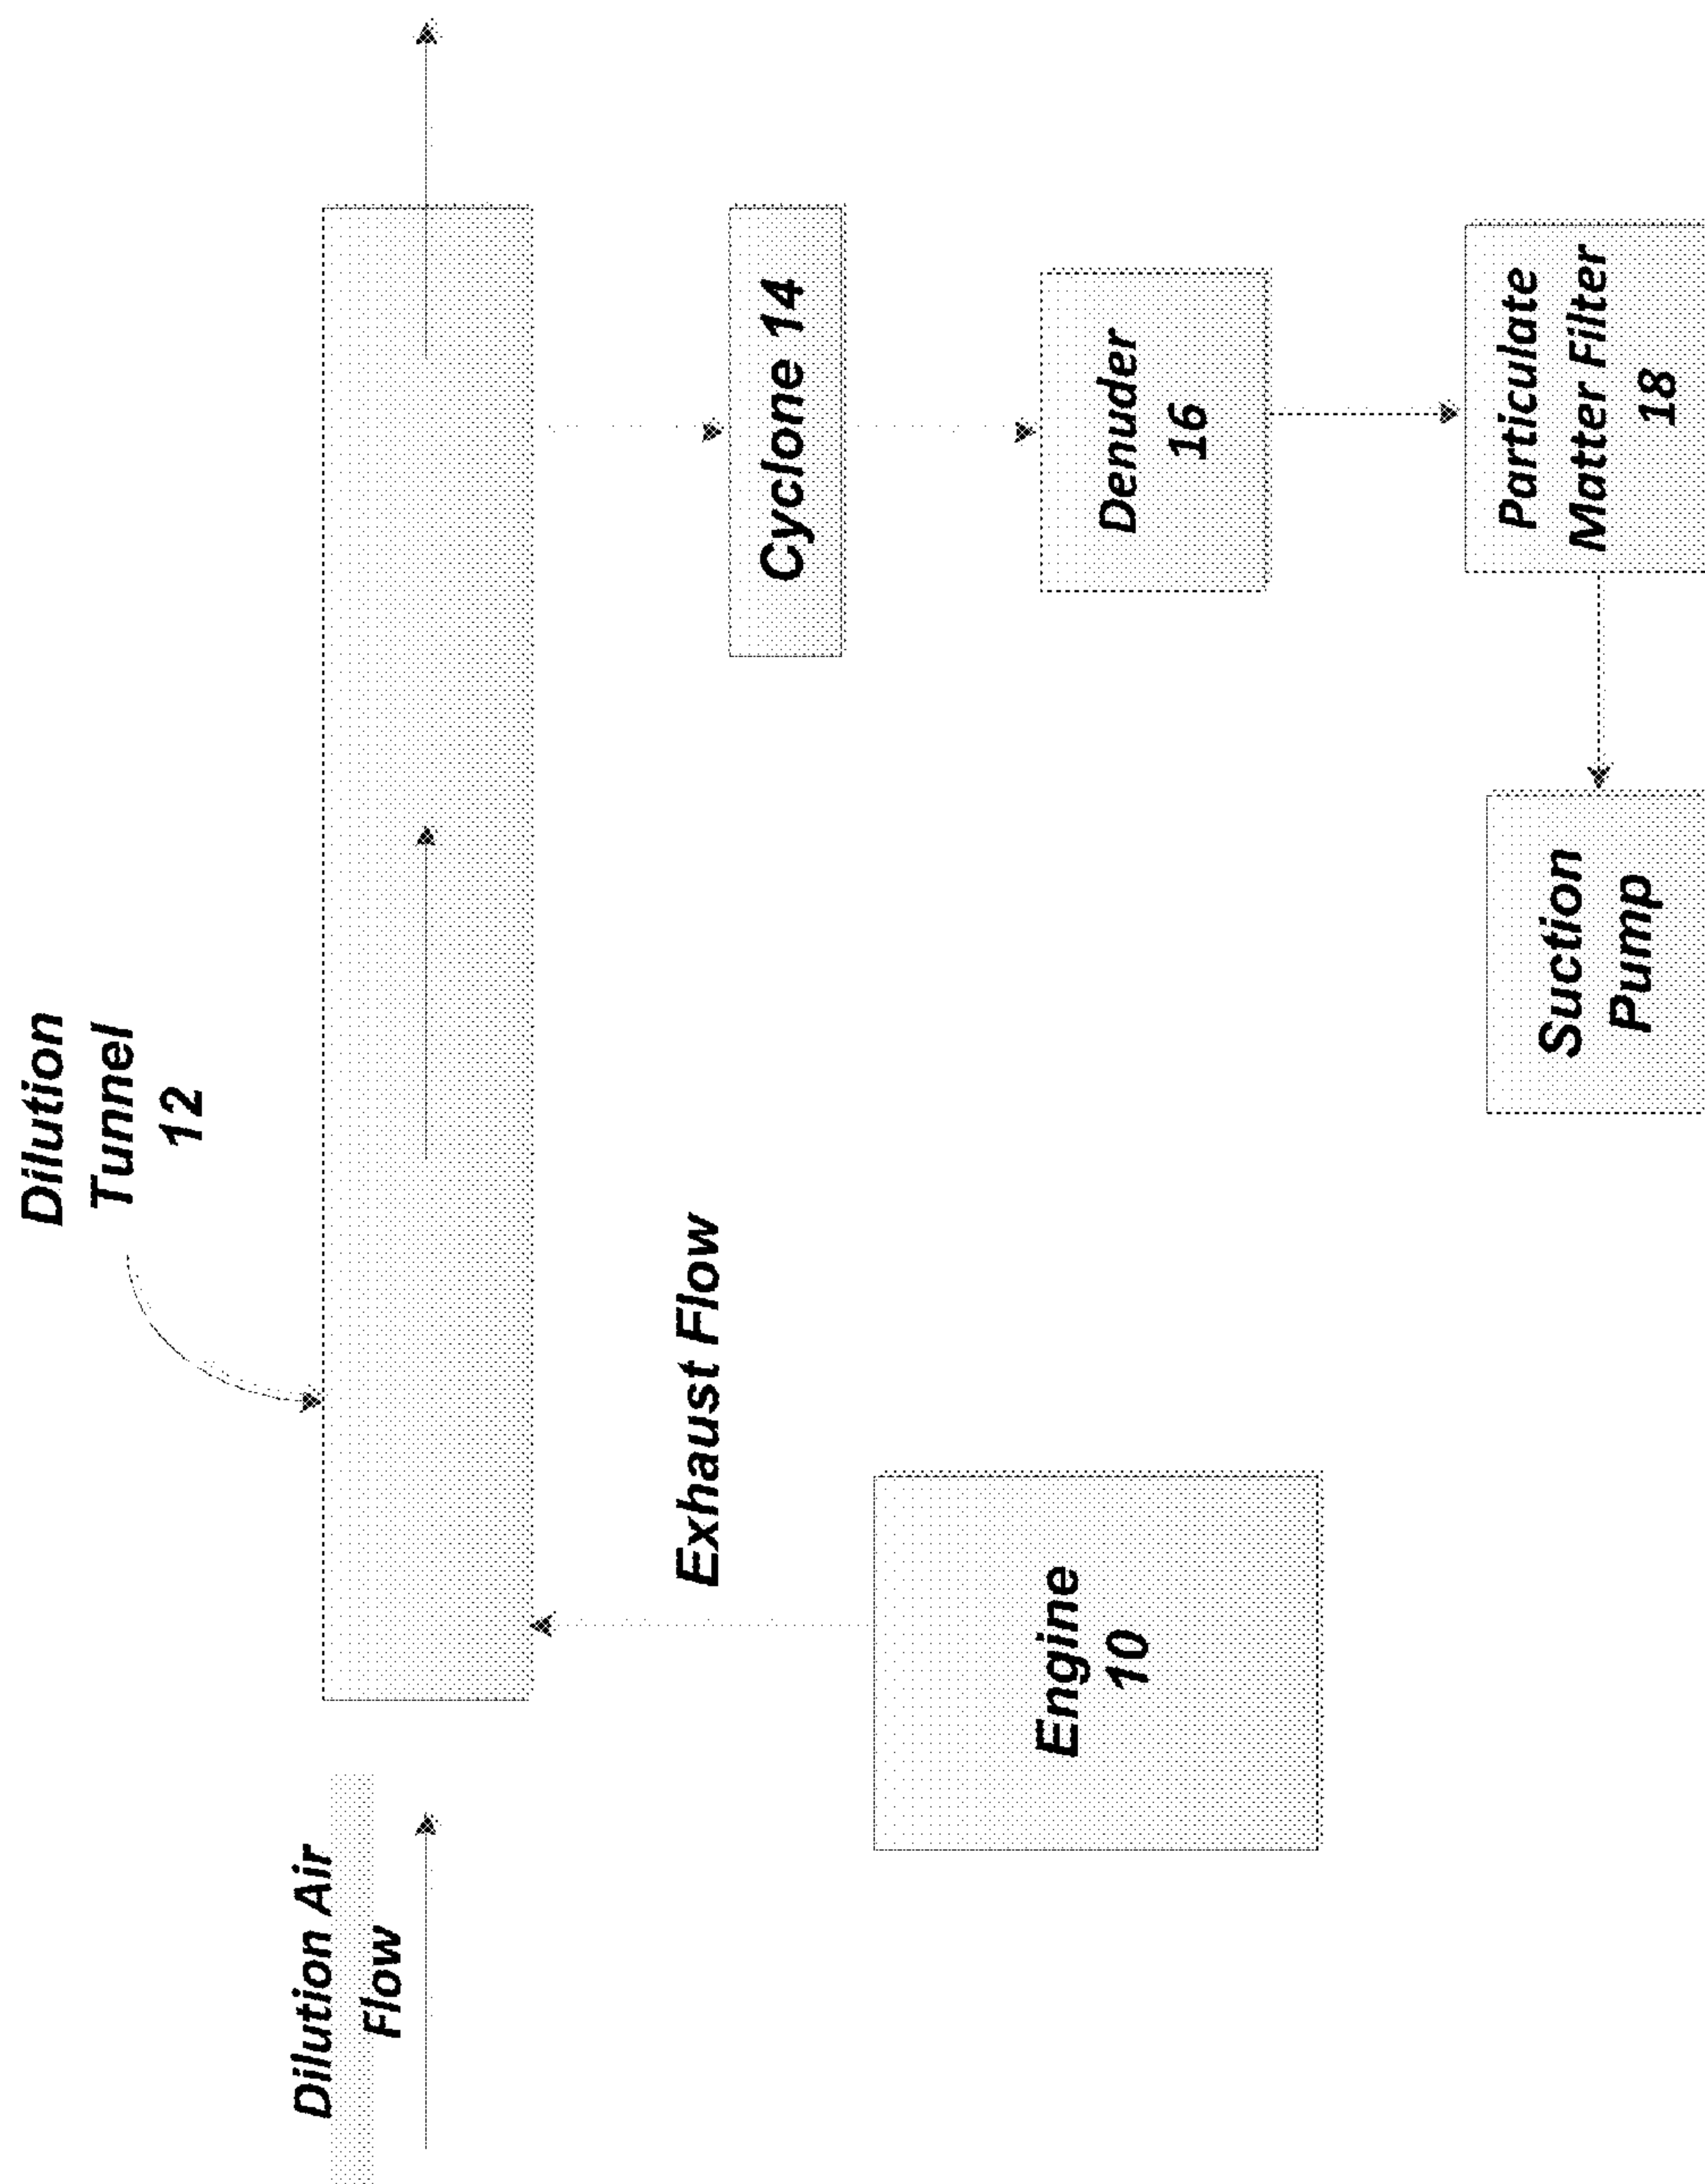 Dilution
Tunnel
12
Dilution Air
Flow
Exhaust Flow
Cyclone 14
Engine
10
Denuder
16
Suction
Pump
Particulate
Matter Filter
18